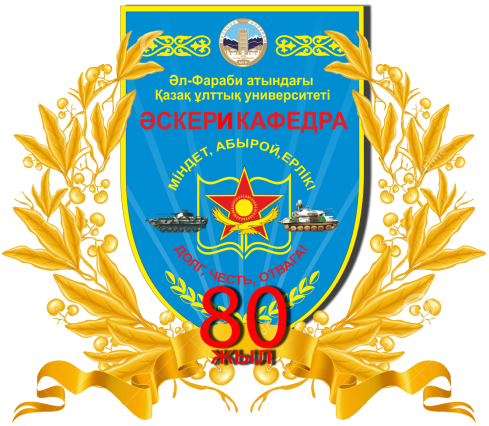 Әл-Фараби атындағы
Қазақ ұлттық университеті
ӘСКЕРИ КАФЕДРА
МІНДЕТ, АБЫРОЙ, ЕРЛІК!
ДОЛГ, ЧЕСТЬ, ОТВАГА!
80
ЖЫЛ